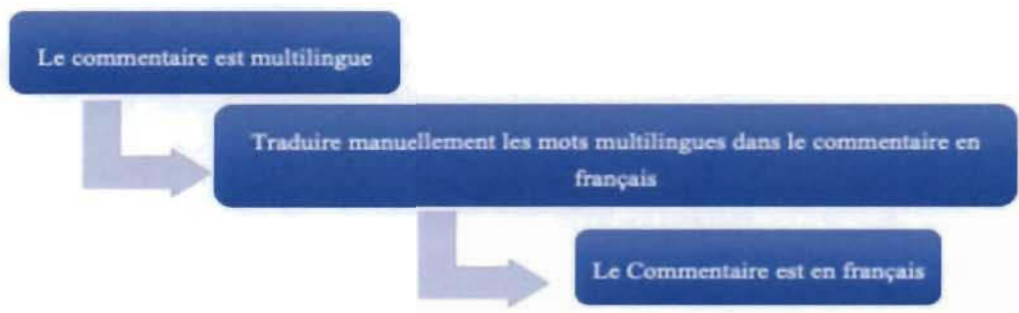 Le commentaire est multilingue
Traduire manuellement les mots multilingues dans le commentaire en
français
Le Commentaire est en français